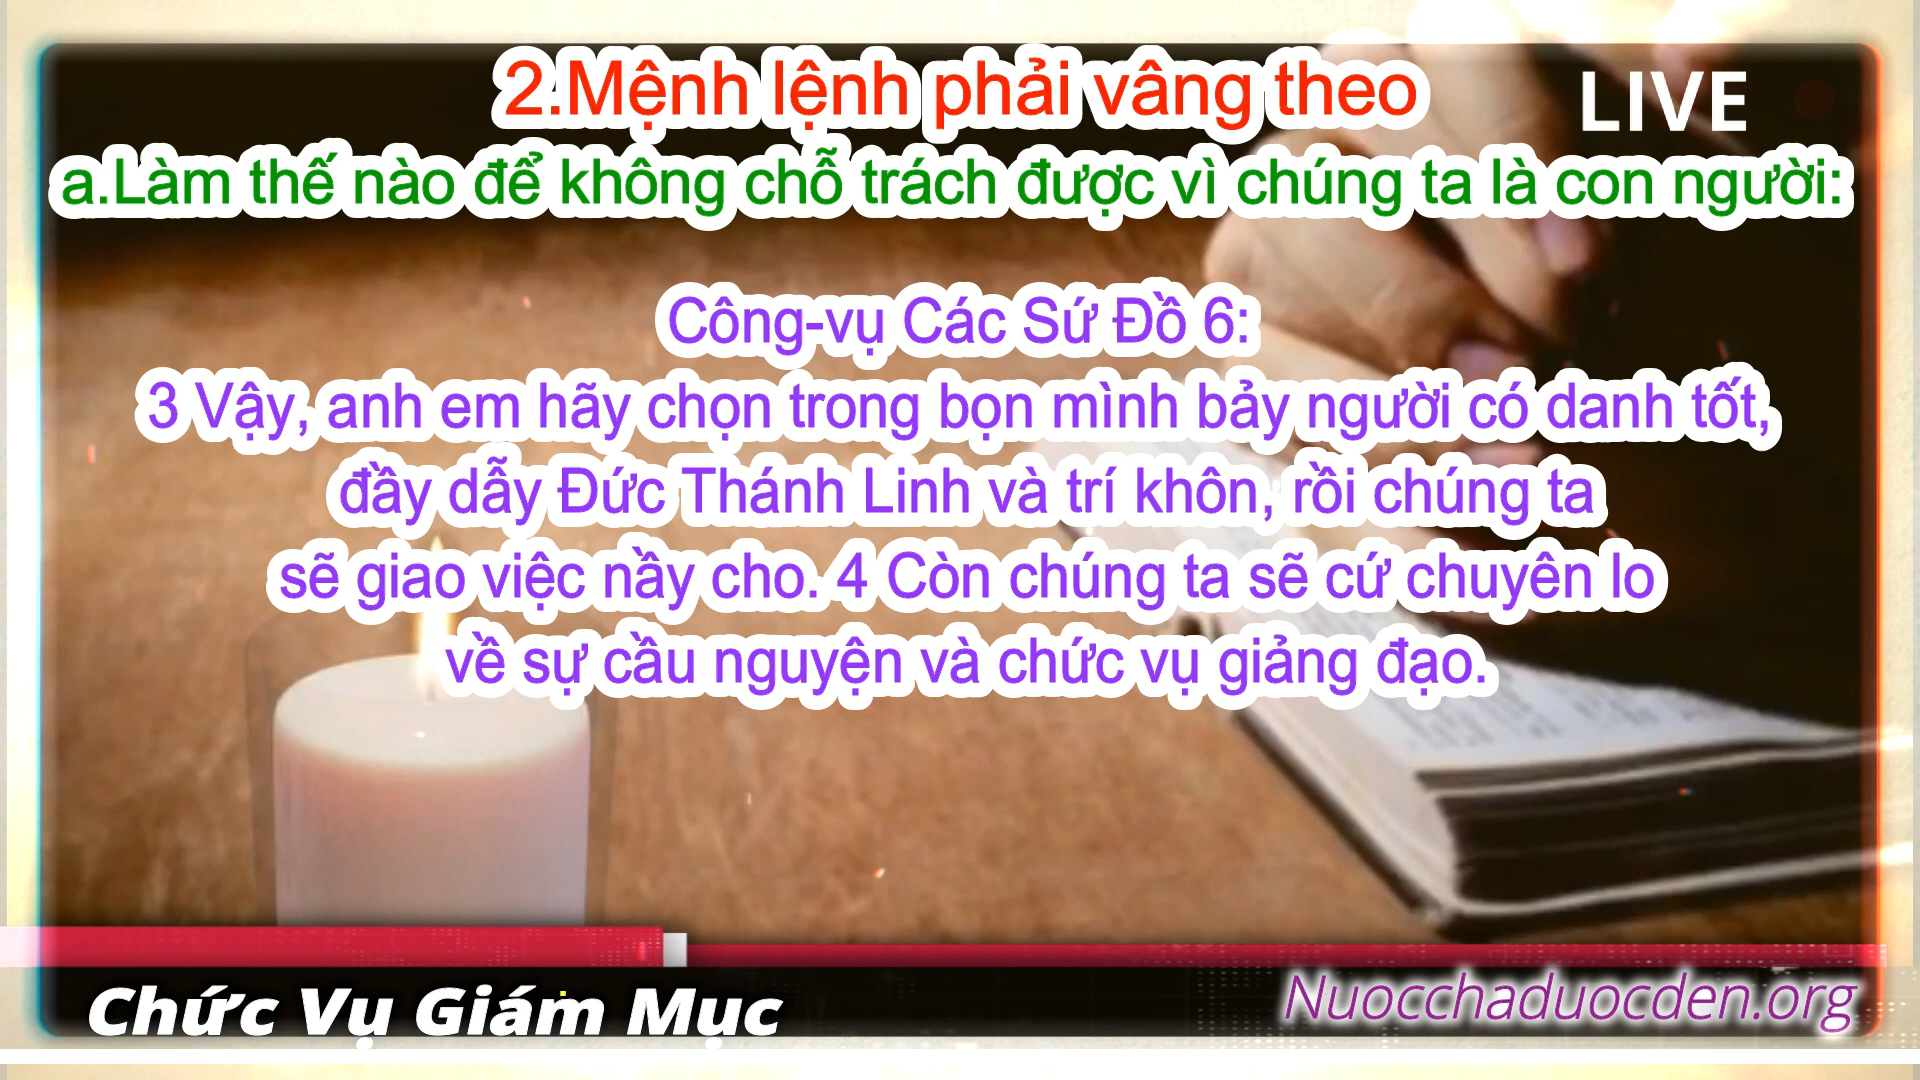 2.Mệnh lệnh phải vâng theo
LIVE
a.Làm thế nào để không chỗ trách được vì chúng ta là con người:
Công-vụ Các Sứ Đồ 6:
3 Vậy, anh em hãy chọn trong bọn mình bảy người có danh tốt,
đầy dẫy Đức Thánh Linh và trí khôn, rồi chúng ta
sẽ giao việc nầy cho. 4 Còn chúng ta sẽ cứ chuyên lo
về sự cầu nguyện và chức vụ giảng đạo.
Chức Vụ Giám Mục
Nuocchaduocden.org